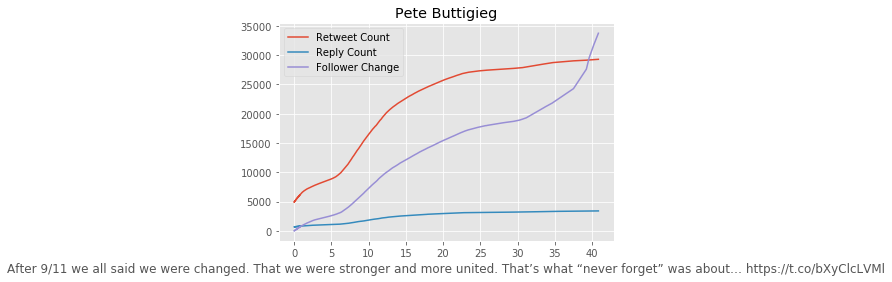 Pete Buttigieg
35000
30000
25000
20000
15000
10000
5000
0
Retweet Count
Reply Count
Follower Change
0 5 10 15 20 25 30 35 40
After 9/11 we all said we were changed. That we were stronger and more united. That’s what “never forget” was about… https://t.co/bXyClcLVMl